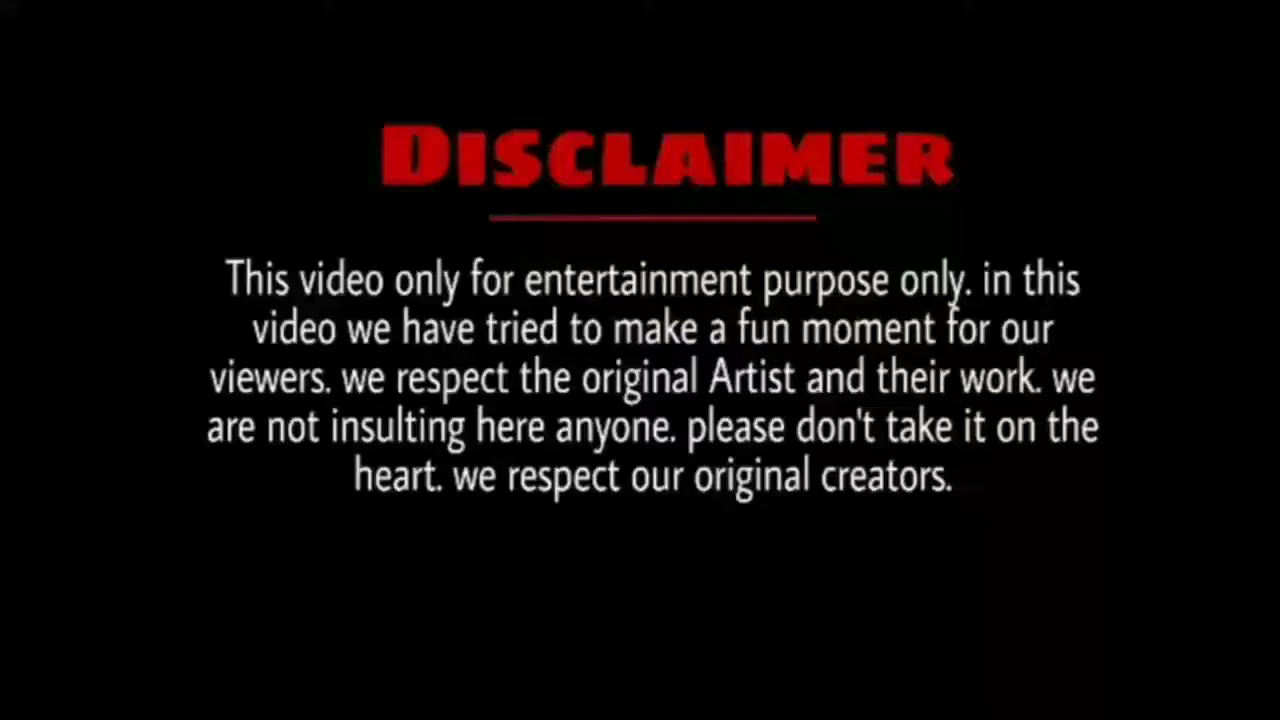 DISCLAIMER
This video only for entertainment purpose only. in this
video we have tried to make a fun moment for our
viewers. we respect the original Artist and their work. we
are not insulting here anyone. please don't take it on the
heart. we respect our original creators.